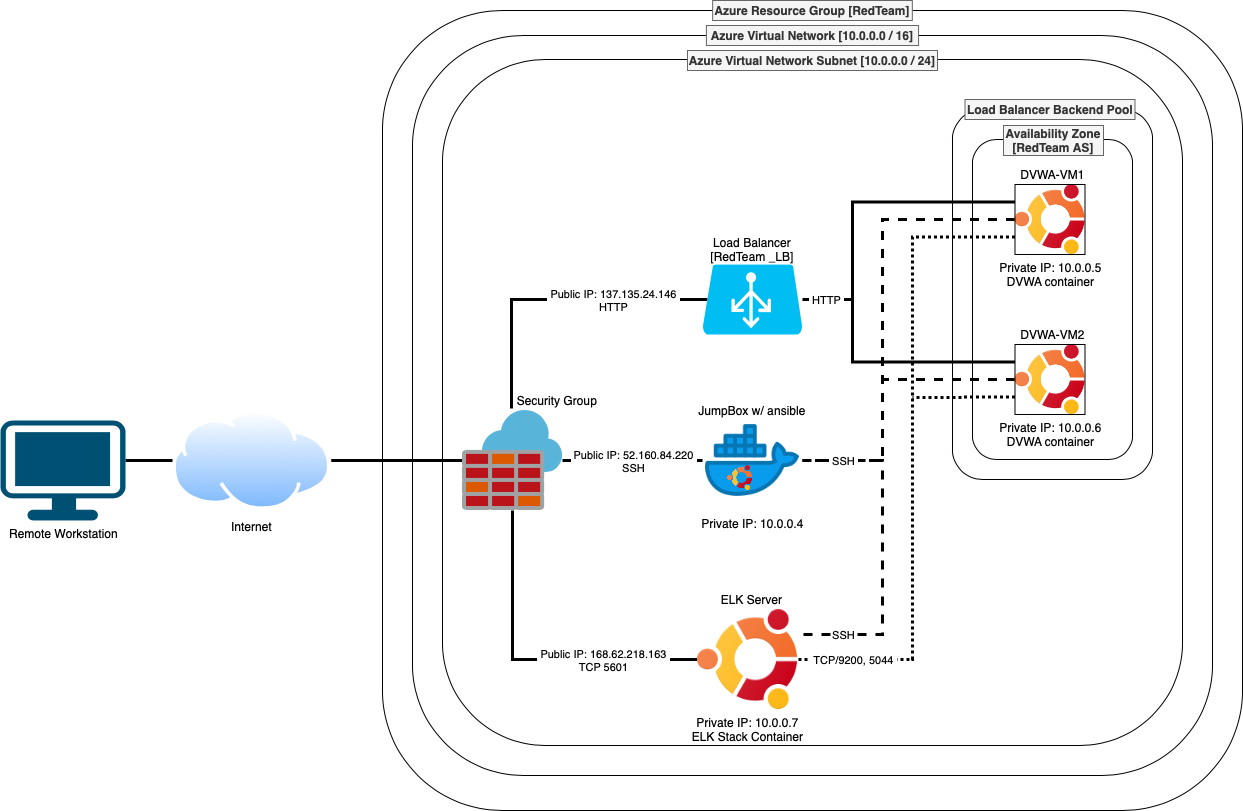 Azure Resource Group [RedTeam]
Azure Virtual Network [10.0.0.0 / 16]
Azure Virtual Network Subnet [10.0.0.0 / 24]
Load Balancer Backend Pool
Availability Zone
[RedTeam AS]
DVWA-VM1
Private IP: 10.0.0.5
DVWA container
Load Balancer
[RedTeam _LB]
Public IP: 137.135.24.146
HTTP
HTTP
DVWA-VM2
Private IP: 10.0.0.6
DVWA container
Security Group
JumpBox w/ ansible
Public IP: 52.160.84.220
SSH
SSH
Private IP: 10.0.0.4
Remote Workstation
Internet
ELK Server
SSH
Public IP: 168.62.218.163
TCP 5601
TCP/9200, 5044
Private IP: 10.0.0.7
ELK Stack Container